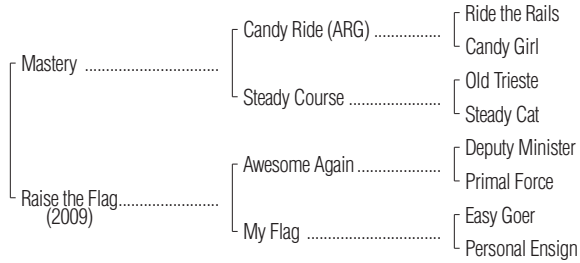 Ride the Rails
Candy Ride (ARG) ................
Candy Girl
Mastery ................................
Old Trieste
Steady Course ......................
Steady Cat
Deputy Minister
Awesome Again ....................
Primal Force
Raise the Flag........................
(2009)
Easy Goer
My Flag ................................
Personal Ensign